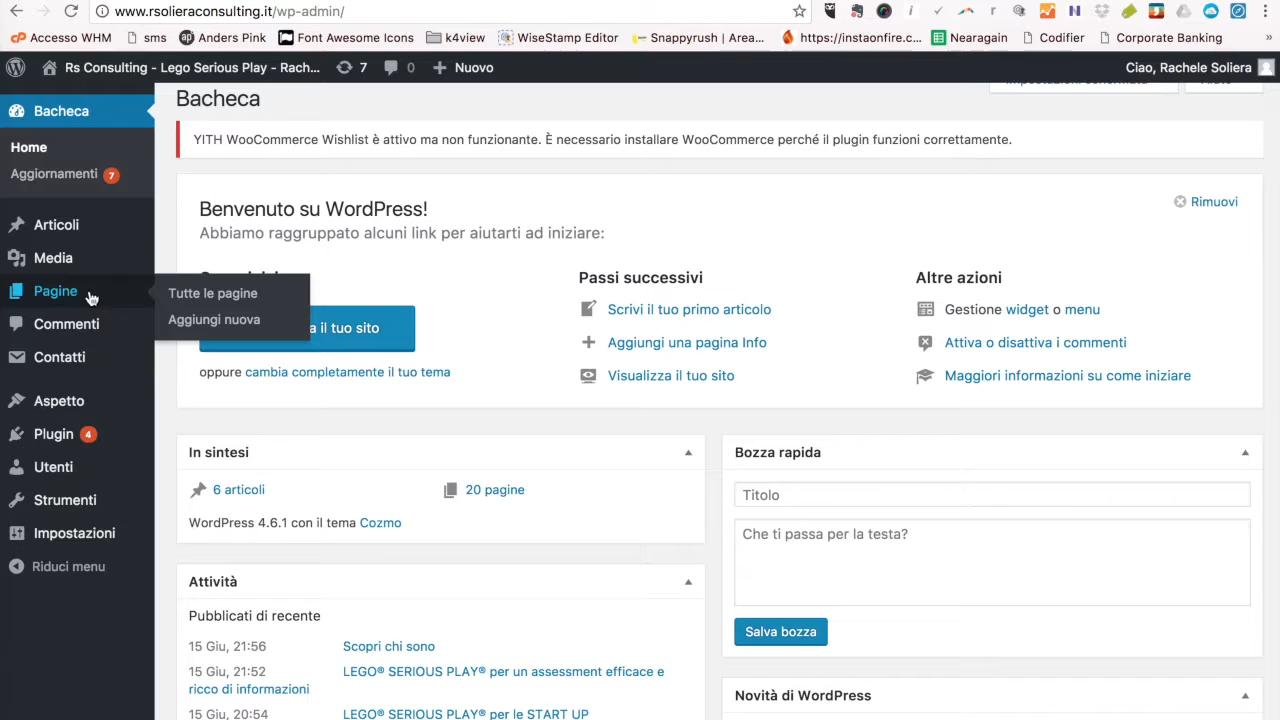 www.rsolieraconsulting.it/wp-admin/
Accesso WHM
sms
Anders Pink
Font Awesome Icons
k4view
WiseStamp Editor
Snappyrush | Area...
https://instaonfire.c...
Nearagain
Codifier
Corporate Banking
»
Rs Consulting - Lego Serious Play - Rach...
7
0
Nuovo
Ciao, Rachele Soliera
Bacheca
Home
Aggiornamenti 7
Articoli
Media
Pagine
Commenti
Contatti
Aspetto
Plugin 4
Utenti
Strumenti
Impostazioni
Riduci menu
Tutte le pagine
Aggiungi nuova
Bacheca
YITH WooCommerce Wishlist è attivo ma non funzionante. È necessario installare WooCommerce perché il plugin funzioni correttamente.
Benvenuto su WordPress!
Rimuovi
Abbiamo raggruppato alcuni link per aiutarti ad iniziare:
il tuo sito
oppure cambia completamente il tuo tema
Passi successivi
Scrivi il tuo primo articolo
Aggiungi una pagina Info
Visualizza il tuo sito
Altre azioni
Gestione widget o menu
Attiva o disattiva i commenti
Maggiori informazioni su come iniziare
In sintesi
6 articoli
20 pagine
WordPress 4.6.1 con il tema Cozmo
Attività
Pubblicati di recente
15 Giu, 21:56 Scopri chi sono
15 Giu, 21:52 LEGO® SERIOUS PLAY® per un assessment efficace e
ricco di informazioni
15 Giu, 20:54 LEGO® SERIOUS PLAY® per le START UP
Bozza rapida
Titolo
Che ti passa per la testa?
Salva bozza
Novità di WordPress